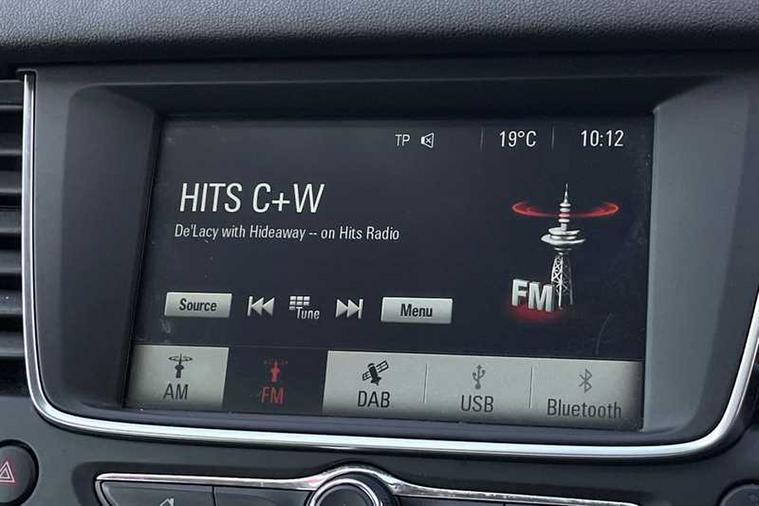 TP 19°C 10:12
HITS C+W
De'Lacy with Hideaway -- on Hits Radio
FM
Source Tune Menu
AM FM DAB USB Bluetooth